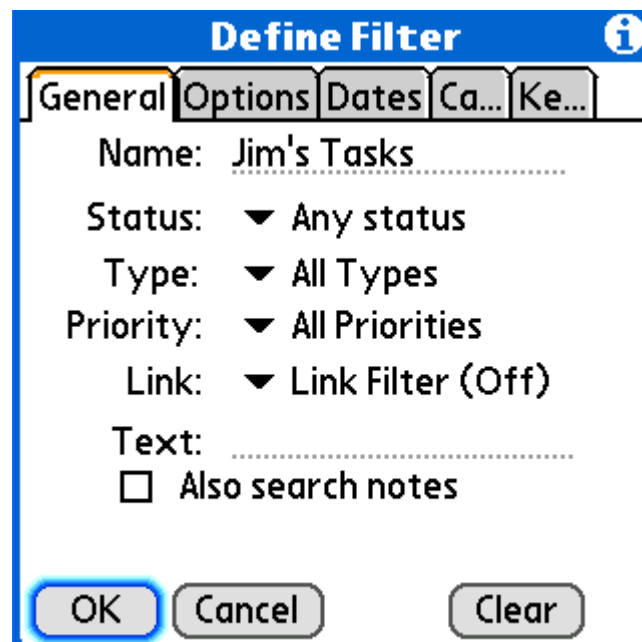 Define Filter
General Options Dates Ca... Ke...
Name: Jim's Tasks
Status: Any status
Type: All Types
Priority: All Priorities
Link: Link Filter (Off)
Text:
Also search notes
OK Cancel Clear